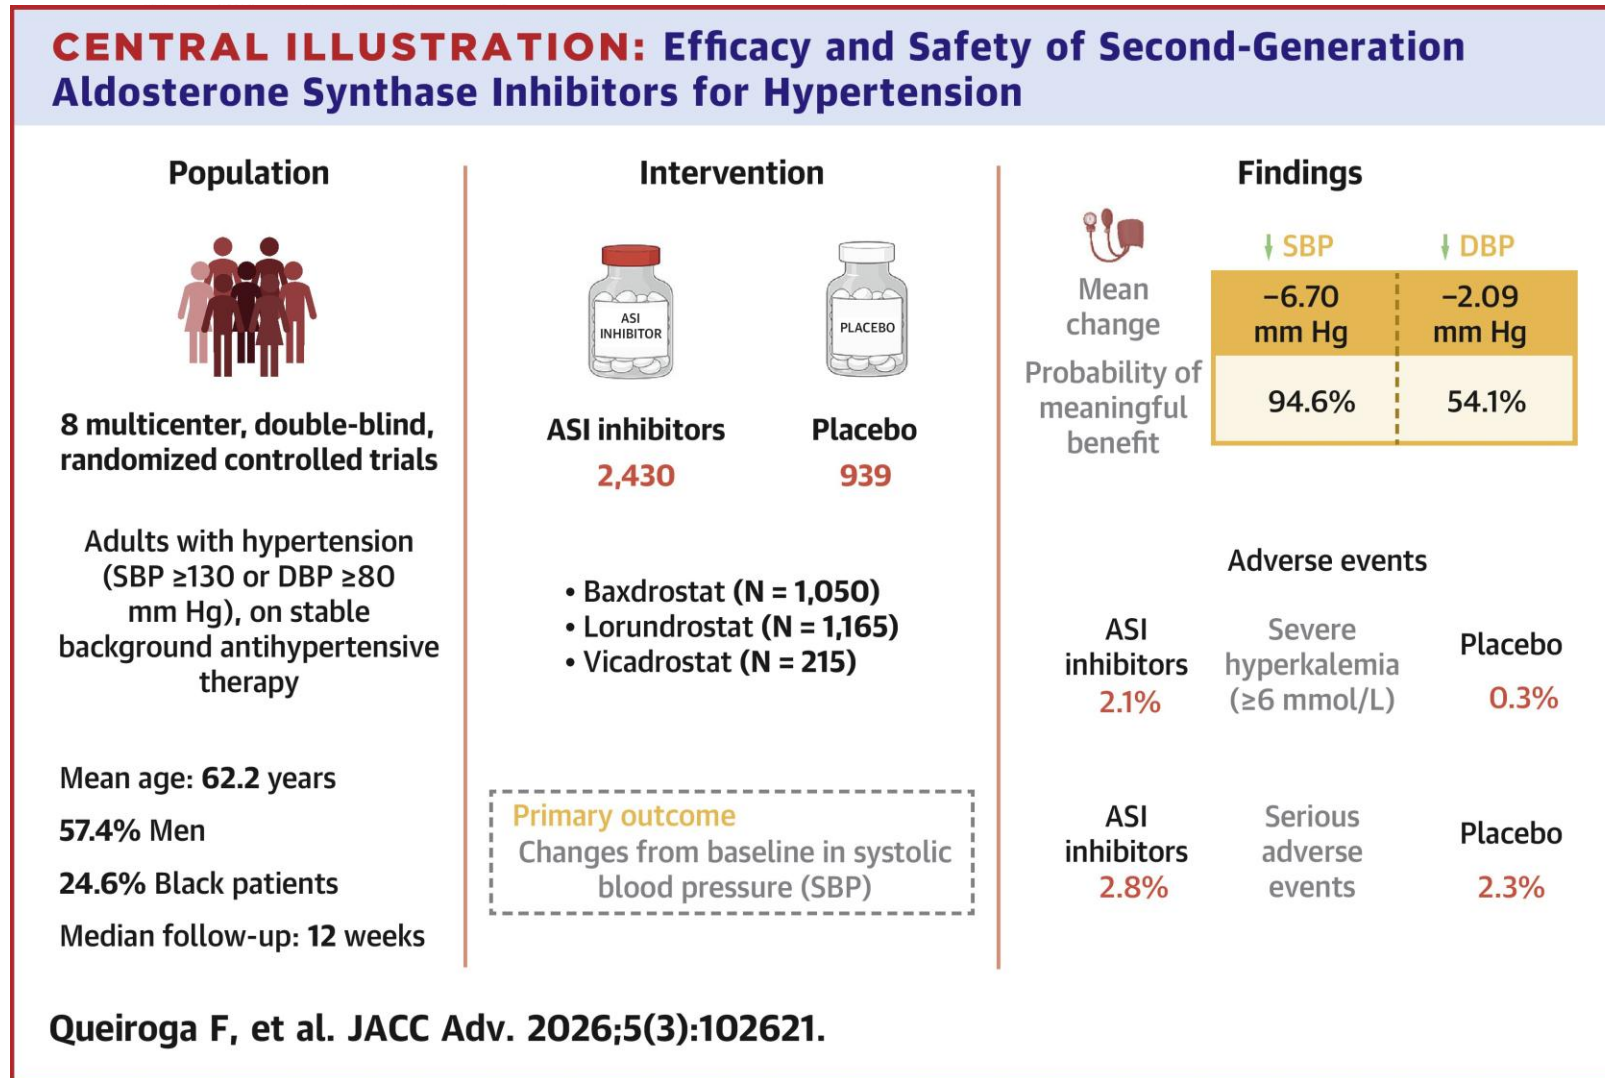 CENTRAL ILLUSTRATION: Efficacy and Safety of Second-Generation
Aldosterone Synthase Inhibitors for Hypertension
Population
8 multicenter, double-blind,
randomized controlled trials
Adults with hypertension
(SBP ≥130 or DBP ≥80
mm Hg), on stable
background antihypertensive
therapy
Mean age: 62.2 years
57.4% Men
24.6% Black patients
Median follow-up: 12 weeks
Intervention
ASI
INHIBITOR
PLACEBO
ASI inhibitors
2,430
Placebo
939
• Baxdrostat (N = 1,050)
• Lorundrostat (N = 1,165)
• Vicadrostat (N = 215)
Primary outcome
Changes from baseline in systolic
blood pressure (SBP)
Findings
↓ SBP
↓ DBP
Mean
change
−6.70
mm Hg
−2.09
mm Hg
Probability of
meaningful
benefit
94.6%
54.1%
Adverse events
ASI
inhibitors
2.1%
Severe
hyperkalemia
(≥6 mmol/L)
Placebo
0.3%
ASI
inhibitors
2.8%
Serious
adverse
events
Placebo
2.3%
Queiroga F, et al. JACC Adv. 2026;5(3):102621.